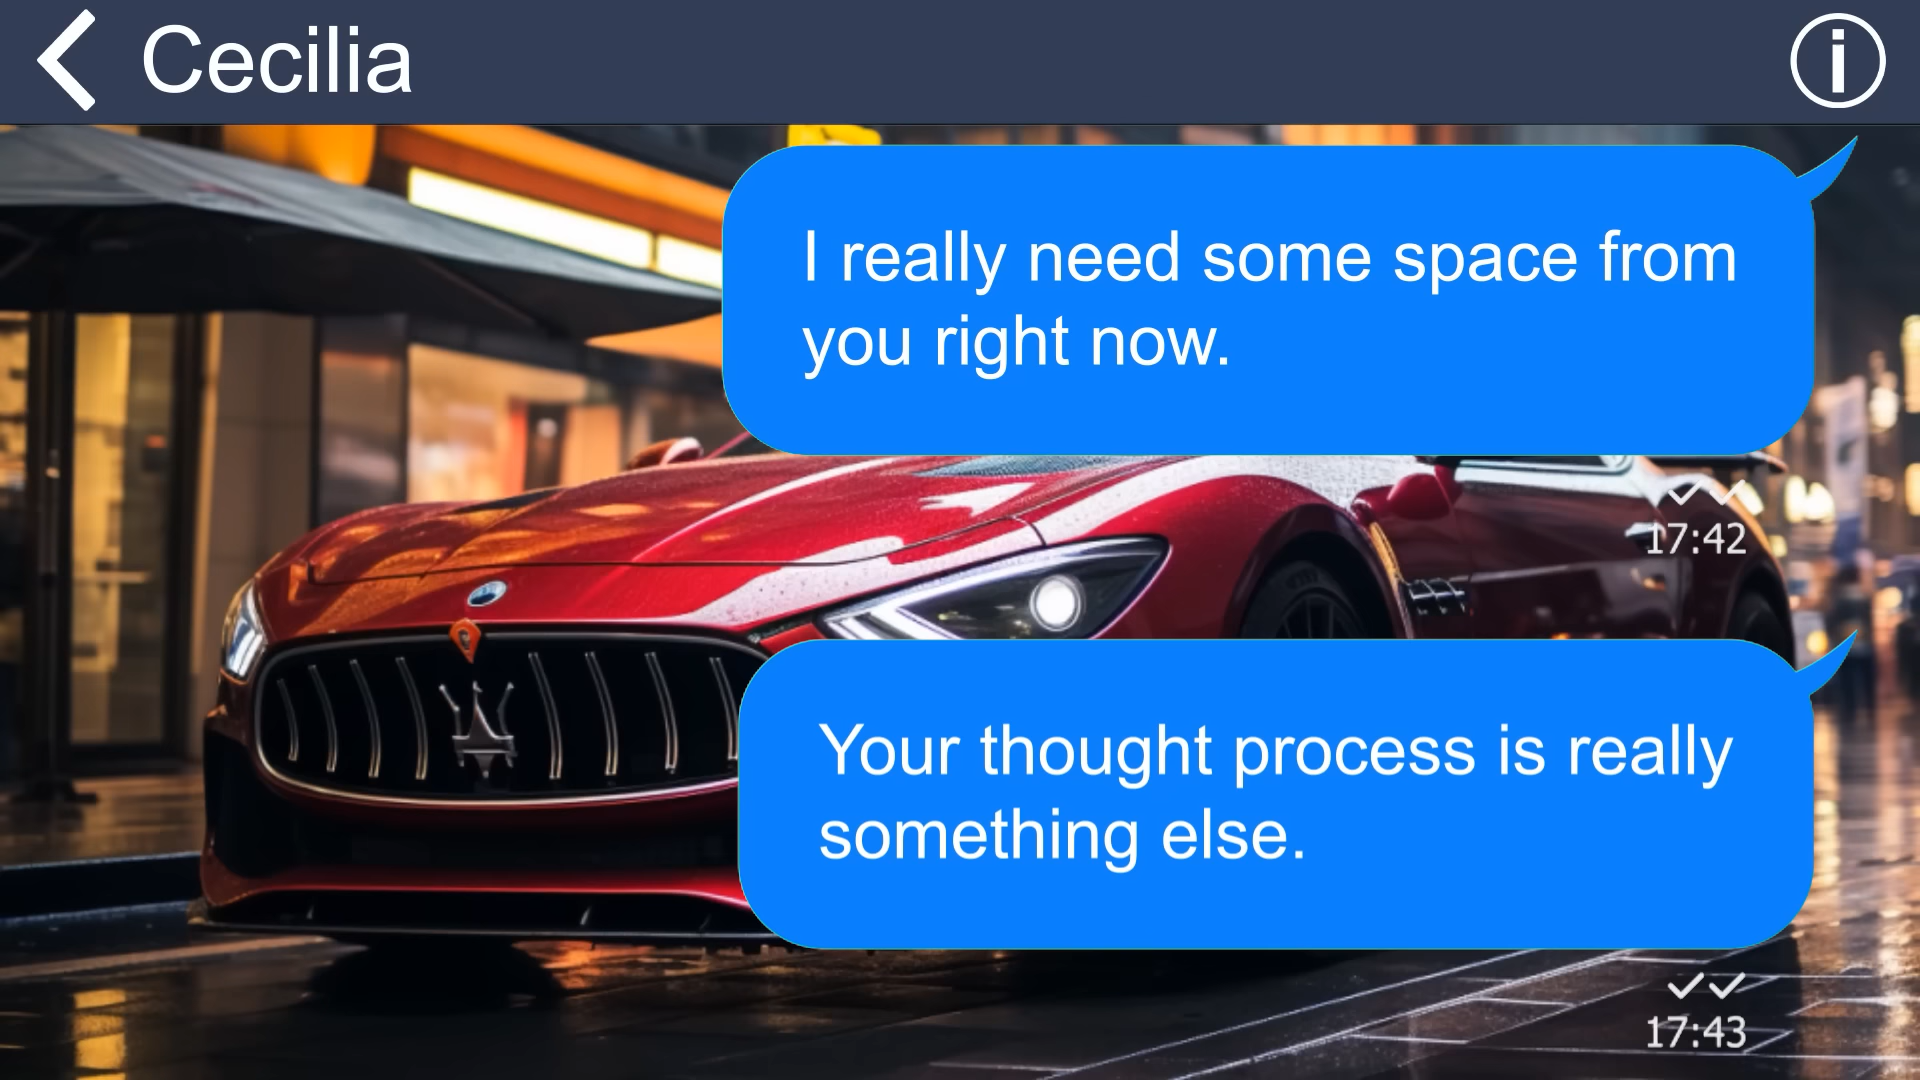 Cecilia
I really need some space from
you right now.
17:42
Your thought process is really
something else.
17:43